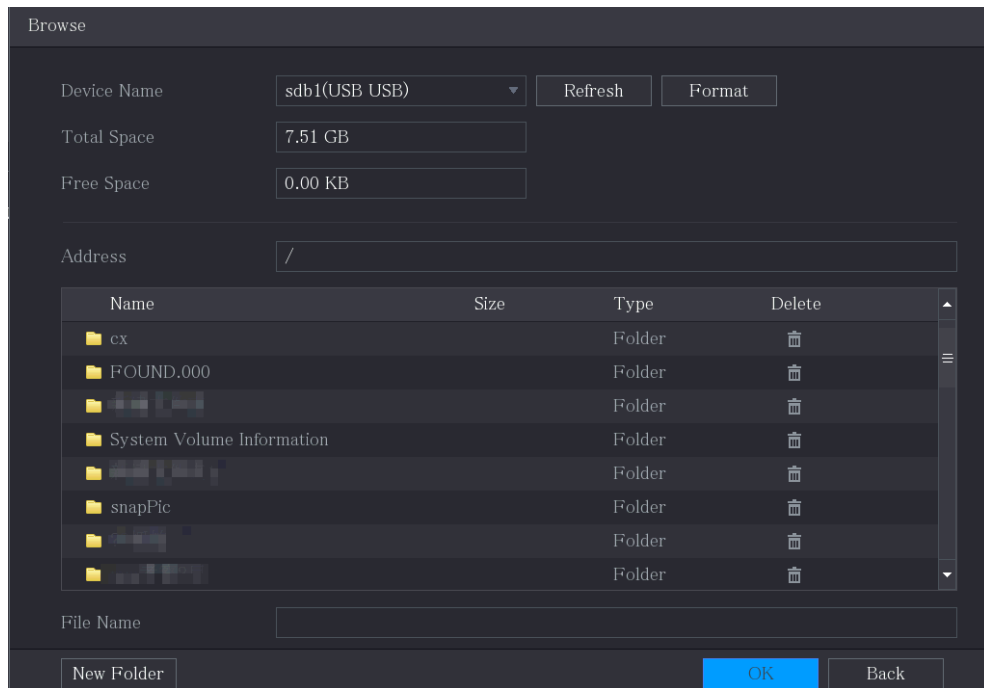 Browse
Device Name sdb1(USB USB) Refresh Format
Total Space 7.51 GB
Free Space 0.00 KB
Address /
Name Size Type Delete
cx Folder
FOUND.000 Folder
Folder
System Volume Information Folder
Folder
snapPic Folder
Folder
Folder
File Name
New Folder OK Back